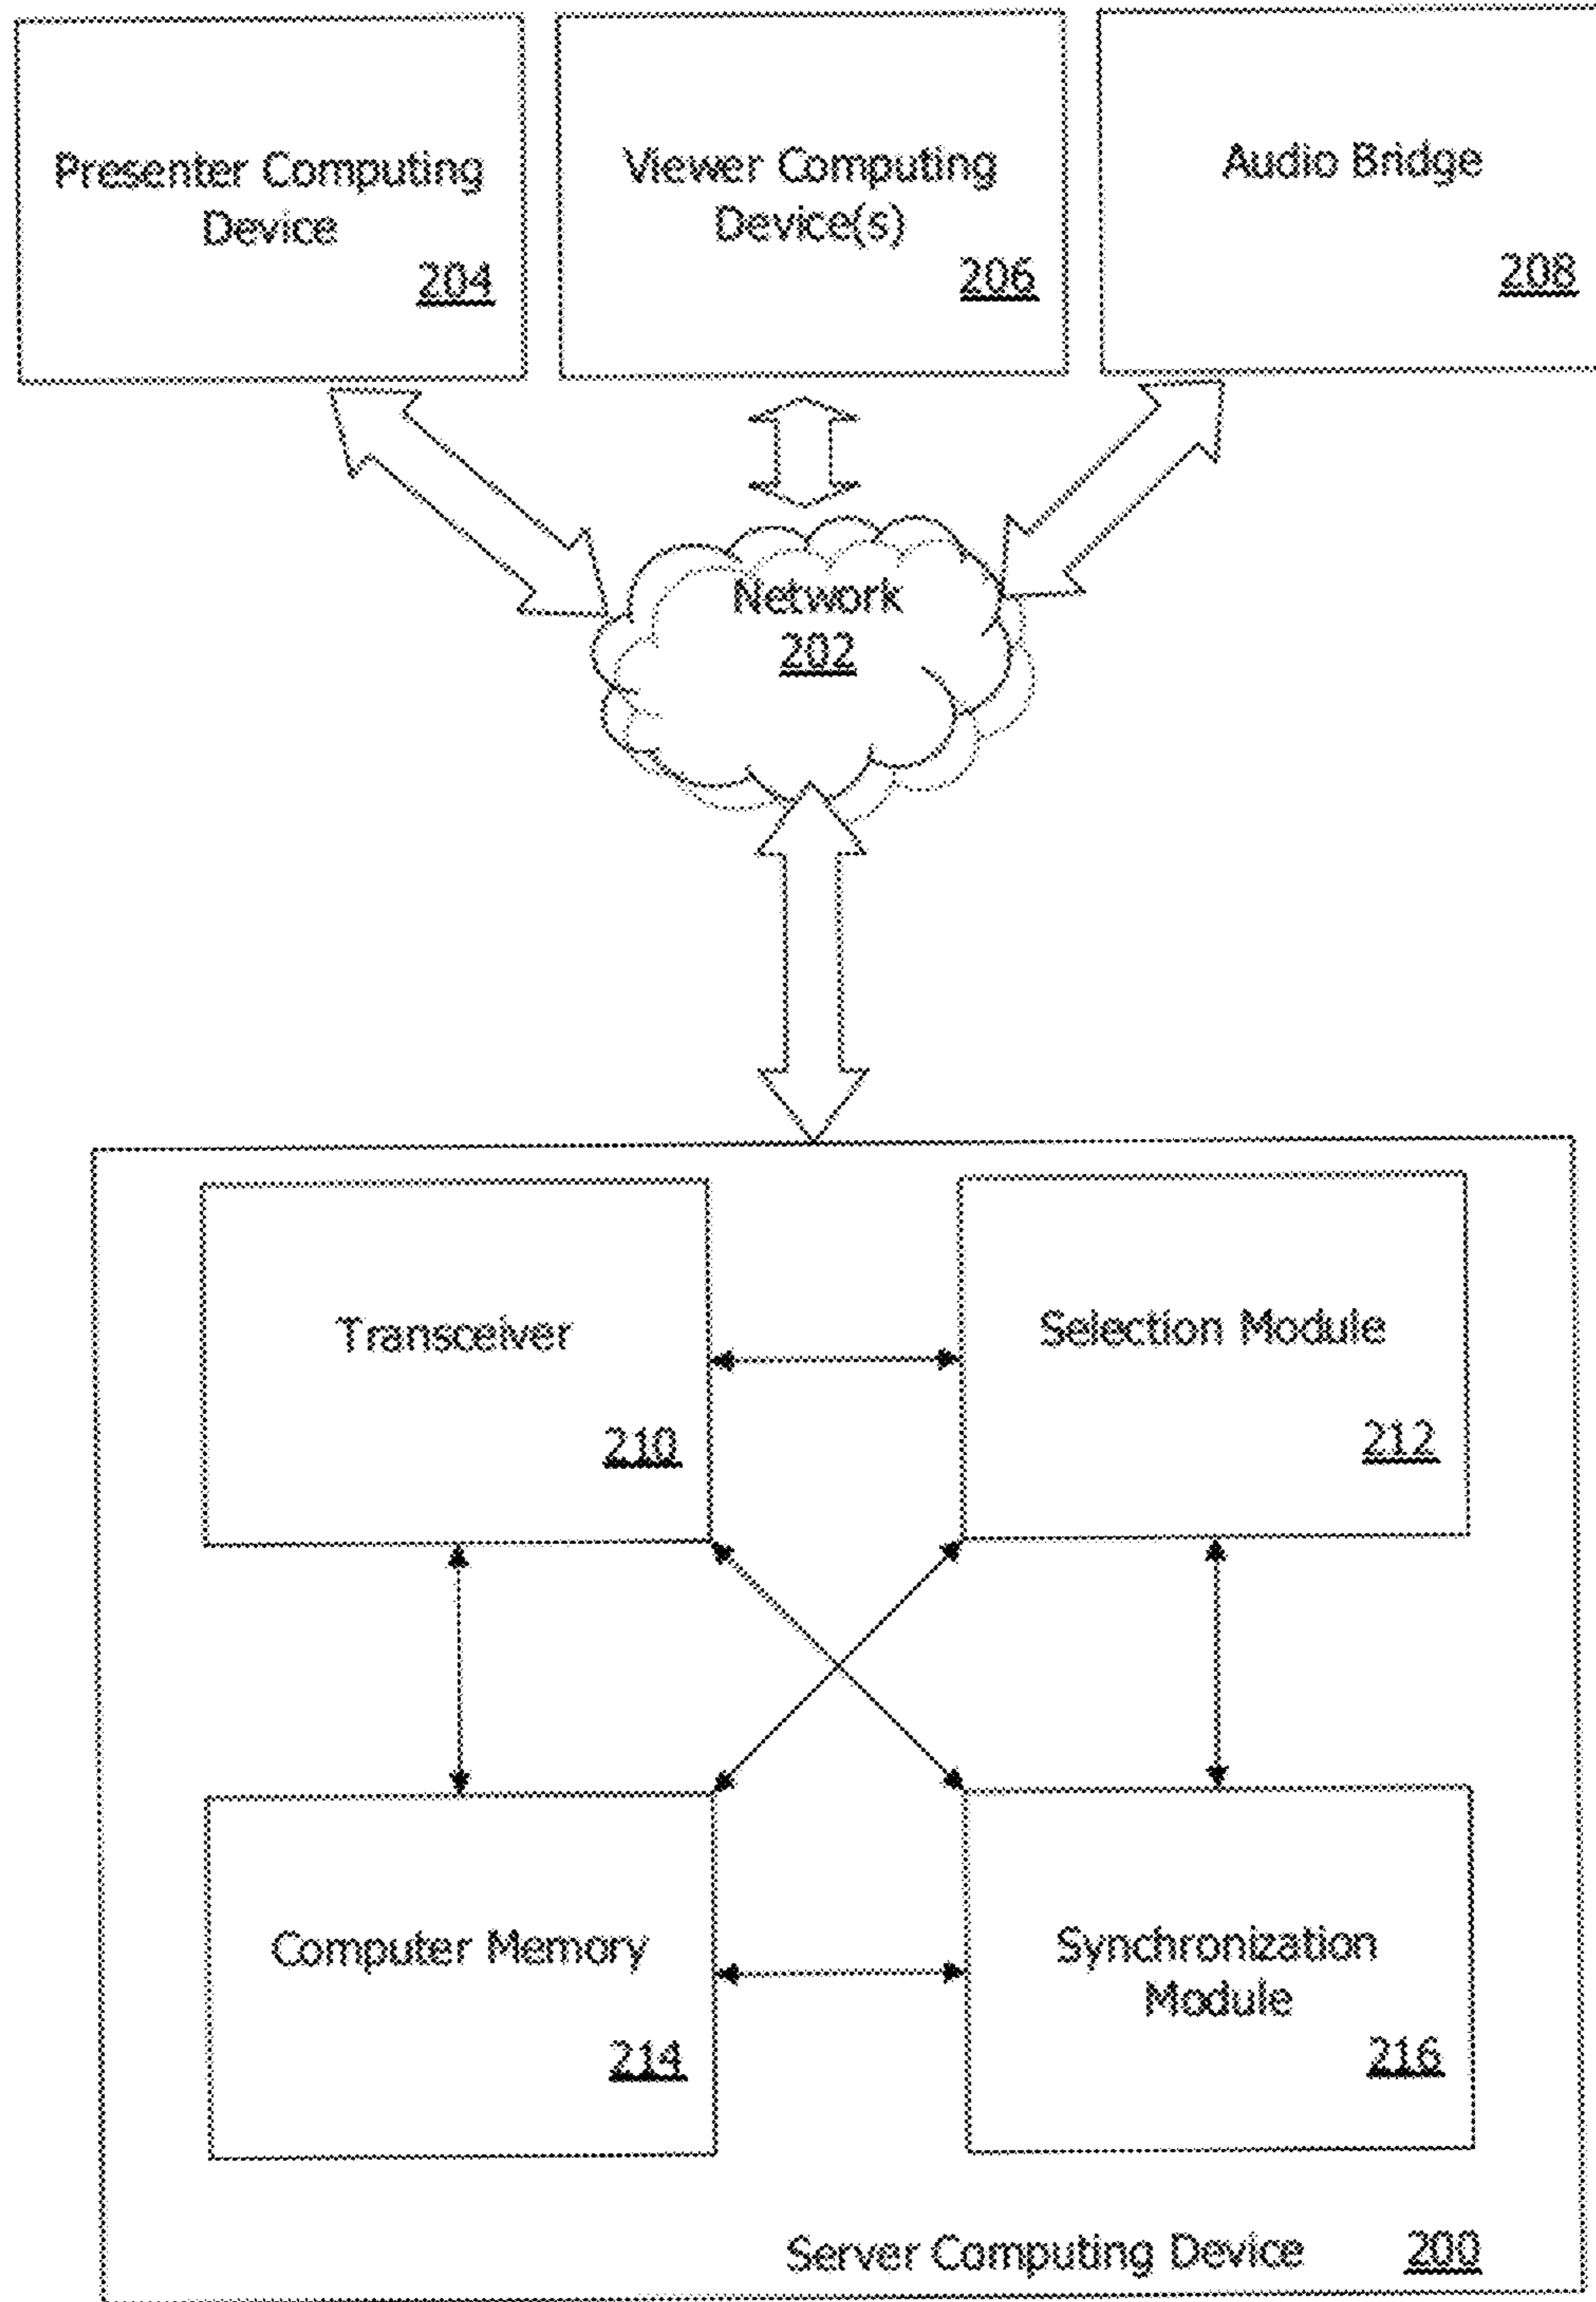 Presenter Computing
Device
204
Viewer Computing
Device(s)
206
Audio Bridge
208
Network
202
Transceiver
210
Selection Module
212
Computer Memory
214
Synchronization
Module
216
Server Computing Device 200